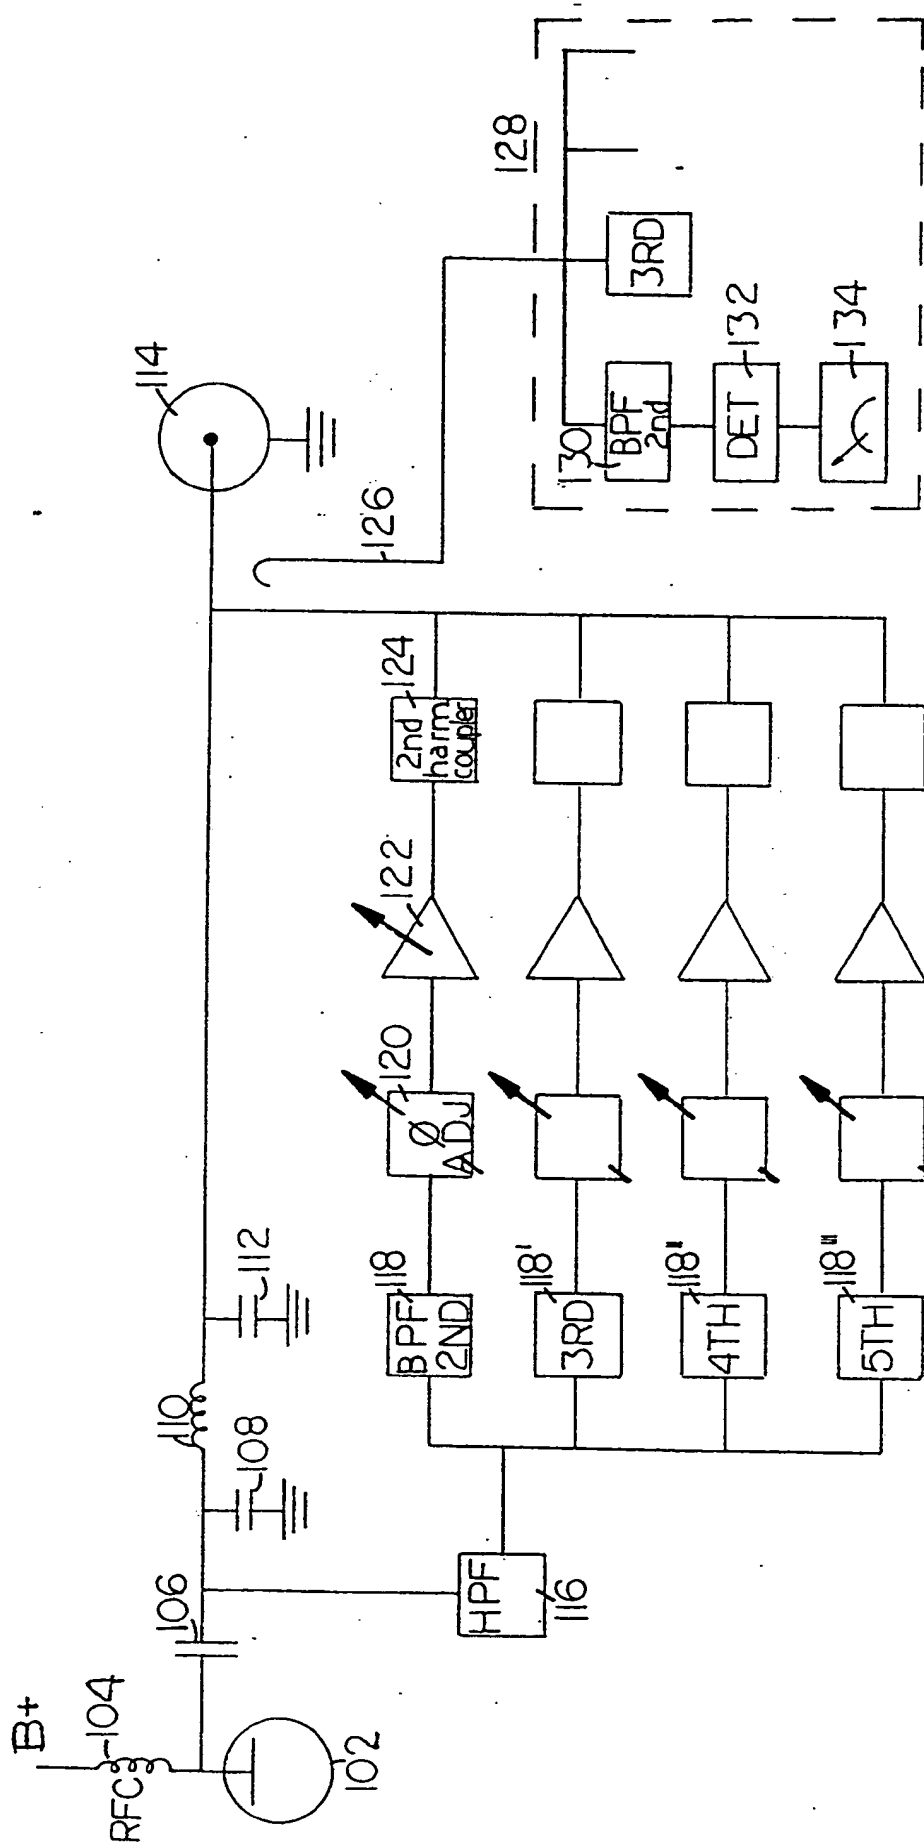 B+
RFC
104
102
106
108
110
112
114
HPF
116
BPF
2ND
118
Ø
ADJ
120
122
2nd
harm
coupler
124
126
3RD
118'
4TH
118"
5TH
118'''
128
130
BPF
2nd
3RD
DET
132
134